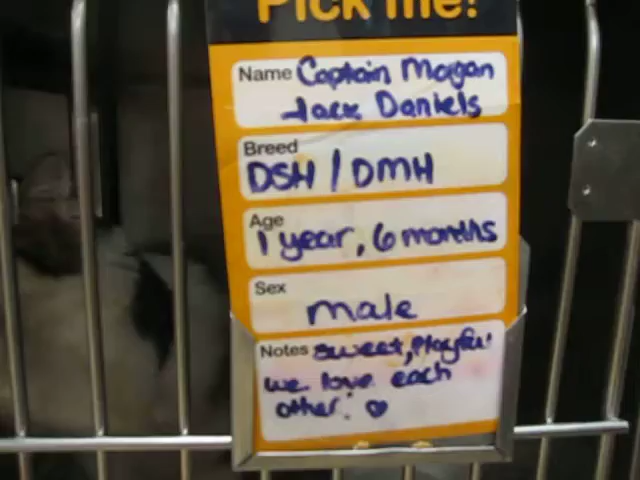 Pick me!
Name Captain Morgan
Jack Daniels
Breed
DSH / DMH
Age
1 year, 6 months
Sex
male
Notes sweet, Playful
we love each
other! ♥